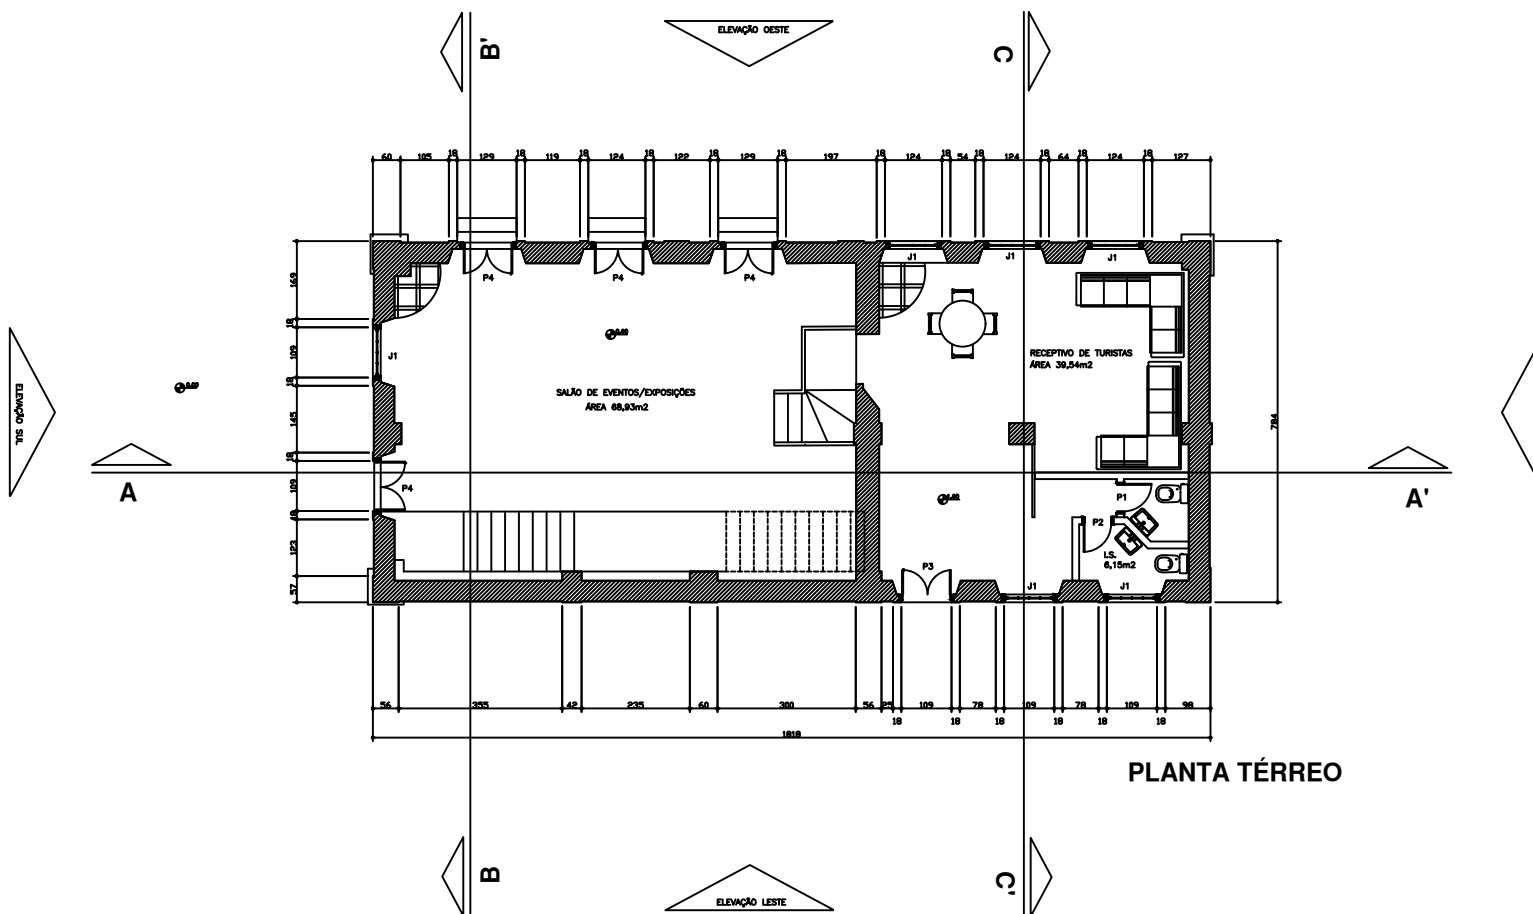 B'
ELEVAÇÃO OESTE
C
60 105 18 129 18 119 18 124 18 122 18 129 18 197 18 124 18 54 18 124 18 64 18 124 18 127
P4 P4 P4
J1 J1 J1
169
18
109
18
145
18
109
18
123
57
J1
0.00
ELEVAÇÃO SUL
SALÃO DE EVENTOS/EXPOSIÇÕES
ÁREA 68,93m2
RECEPTIVO DE TURISTAS
ÁREA 39,54m2
784
A
P4
A'
P1
P2
I.S.
6,15m2
P3
J1 J1
56 355 42 235 60 300 56 25 18 109 18 78 18 109 18 78 18 109 18 98
1818
PLANTA TÉRREO
B
ELEVAÇÃO LESTE
C'